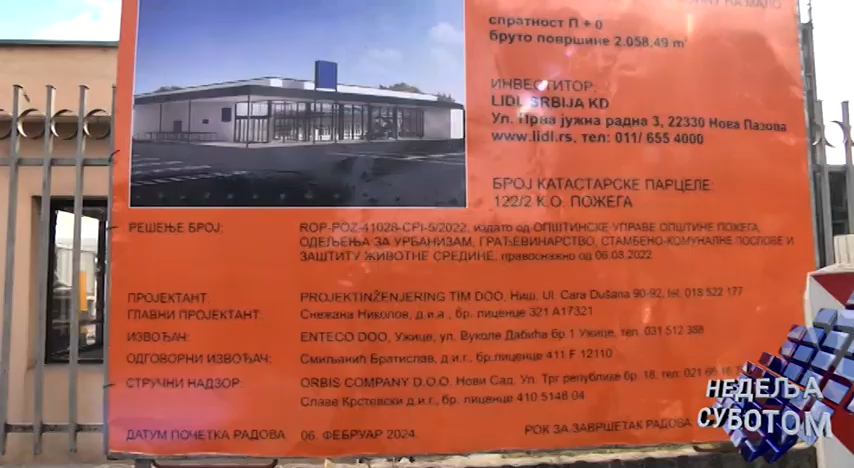 НА МАЛО
спратност П + 0
бруто површине 2.058,49 m²
ИНВЕСТИТОР:
LIDL SRBIJA KD
Ул. Прва јужна радна 3, 22330 Нова Пазова
www.lidl.rs, тел: 011/ 655 4000
БРОЈ КАТАСТАРСКЕ ПАРЦЕЛЕ:
122/2 К.О. ПОЖЕГА
РЕШЕЊЕ БРОЈ: ROP-POZ-41028-CPI-5/2022, издато од ОПШТИНСКЕ УПРАВЕ ОПШТИНЕ ПОЖЕГА,
ОДЕЉЕЊА ЗА УРБАНИЗАМ, ГРАЂЕВИНАРСТВО, СТАМБЕНО-КОМУНАЛНЕ ПОСЛОВЕ И
ЗАШТИТУ ЖИВОТНЕ СРЕДИНЕ, правоснажно од 06.08.2022.
ПРОЈЕКТАНТ: PROJEKTINŽENJERING TIM DOO, Ниш, Ul. Cara Dušana 90-92, tel. 018 522 177
ГЛАВНИ ПРОЈЕКТАНТ: Снежана Николов, д.и.а., бр. лиценце 321 А17321
ИЗВОЂАЧ: ENTECO DOO, Ужице, ул. Вуколе Дабића бр.1 Ужице, тел. 031 512 388
ОДГОВОРНИ ИЗВОЂАЧ: Смиљанић Братислав, д.и.г., бр. лиценце 411 F 12110
СТРУЧНИ НАДЗОР: ORBIS COMPANY D.O.O. Нови Сад, Ул. Трг републике бр. 18, тел: 021
Славе Крстевски д.и.г., бр. лиценце 410 5148 04
ДАТУМ ПОЧЕТКА РАДОВА 06. ФЕБРУАР 2024. РОК ЗА ЗАВРШЕТАК РАДОВА
НЕДЕЉА
СУБОТОМ